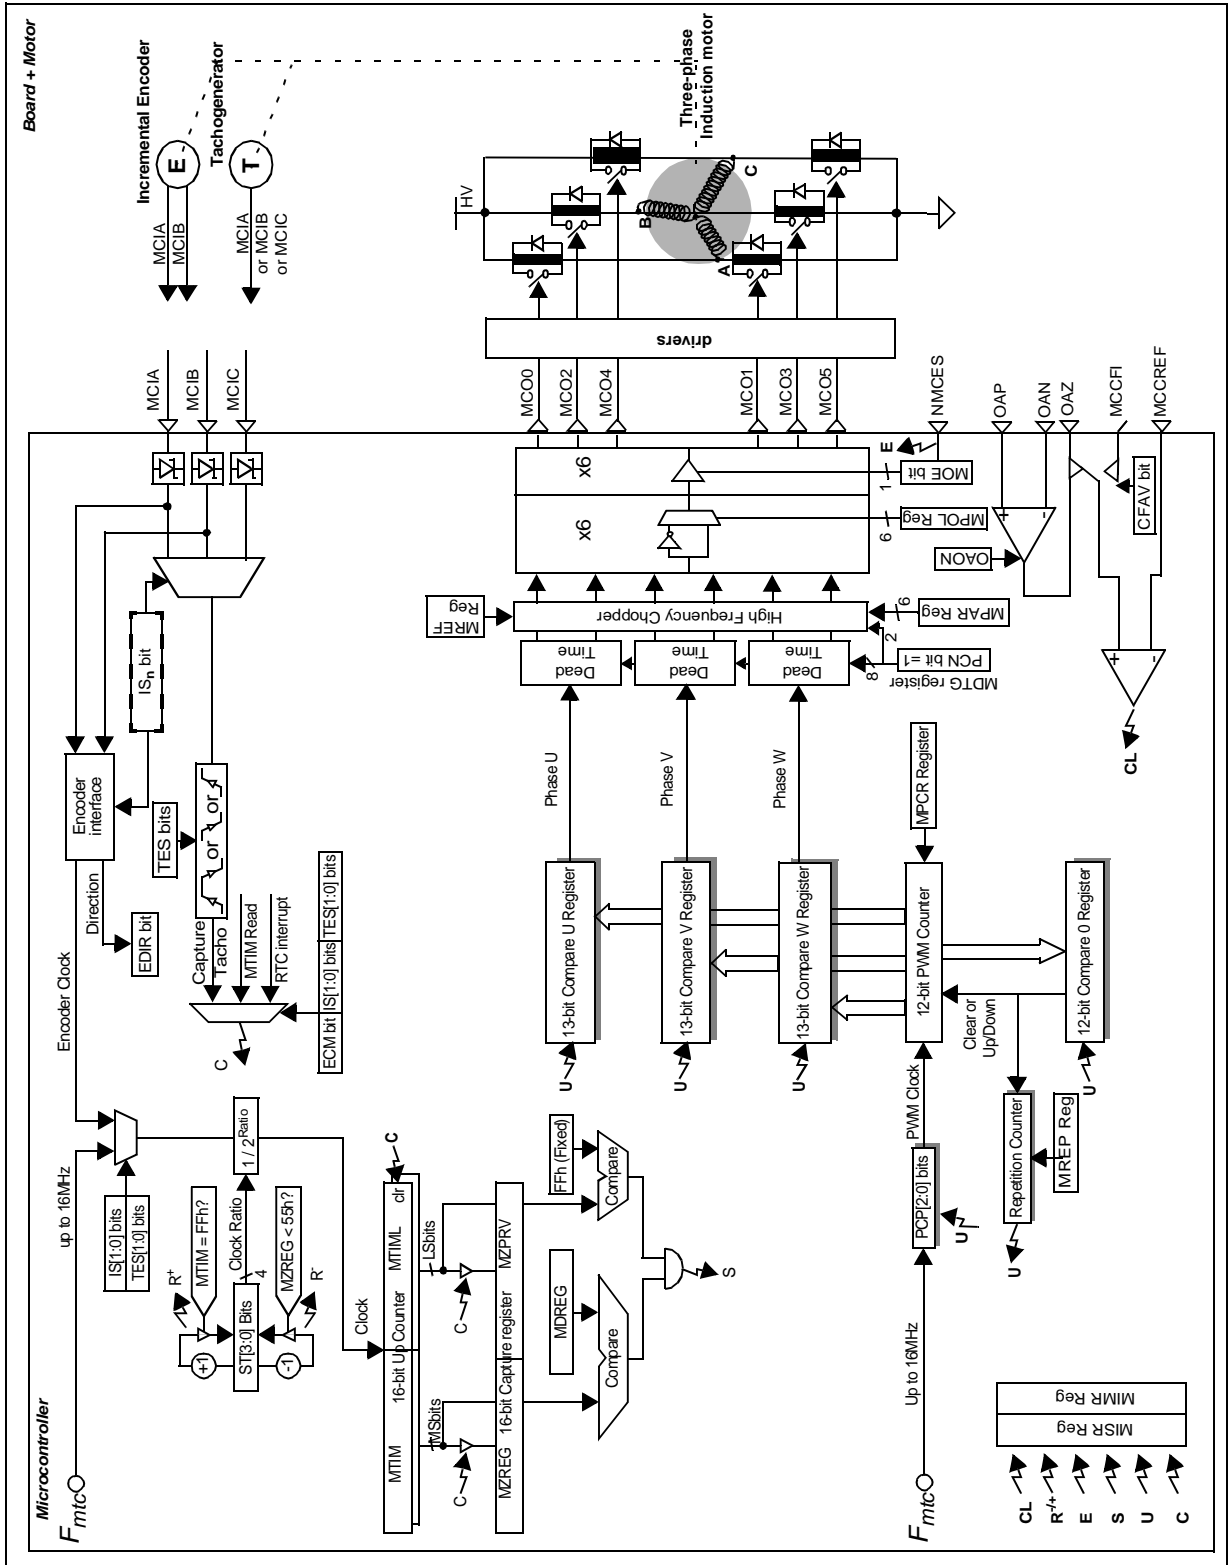 Board + Motor
Microcontroller
Incremental Encoder
E
Tachogenerator
T
MCIA
MCIB
MCIA
or MCIB
or MCIC
Three-phase
Induction motor
HV
A
B
C
drivers
MCIA
MCIB
MCIC
MCO0
MCO2
MCO4
MCO1
MCO3
MCO5
NMCES
OAP
OAN
OAZ
MCCFI
MCCREF
x6
x6
E
1
MOE bit
6
MPOL Reg
OAON
+
-
CFAV bit
+
-
CL
MREF
Reg
High Frequency Chopper
6
MPAR Reg
2
Dead
Time
Dead
Time
Dead
Time
8
PCN bit =1
MDTG register
ISn bit
Encoder
interface
TES bits
or
or
Encoder Clock
Direction
EDIR bit
Capture
Tacho
MTIM Read
RTC interrupt
C
ECM bit
IS[1:0] bits
TES[1:0] bits
Phase U
Phase V
Phase W
13-bit Compare U Register
U
13-bit Compare V Register
U
13-bit Compare W Register
U
MPCR Register
12-bit PWM Counter
12-bit Compare 0 Register
U
Clear or
Up/Down
PWM Clock
Repetition Counter
U
MREP Reg
PCP[2:0] bits
U
Up to 16MHz
Fmtc
Fmtc
up to 16MHz
IS[1:0] bits
TES[1:0] bits
1 / 2Ratio
Clock Ratio
4
MTIM = FFh?
MZREG < 55h?
R+
R-
+1
ST[3:0] Bits
-1
Clock
C
MTIM
16-bit Up Counter
MTIML
clr
MSbits
LSbits
C
C
MZREG
16-bit Capture register
MZPRV
MDREG
FFh (Fixed)
Compare
Compare
S
MIMR Reg
MISR Reg
CL
R-/+
E
S
U
C